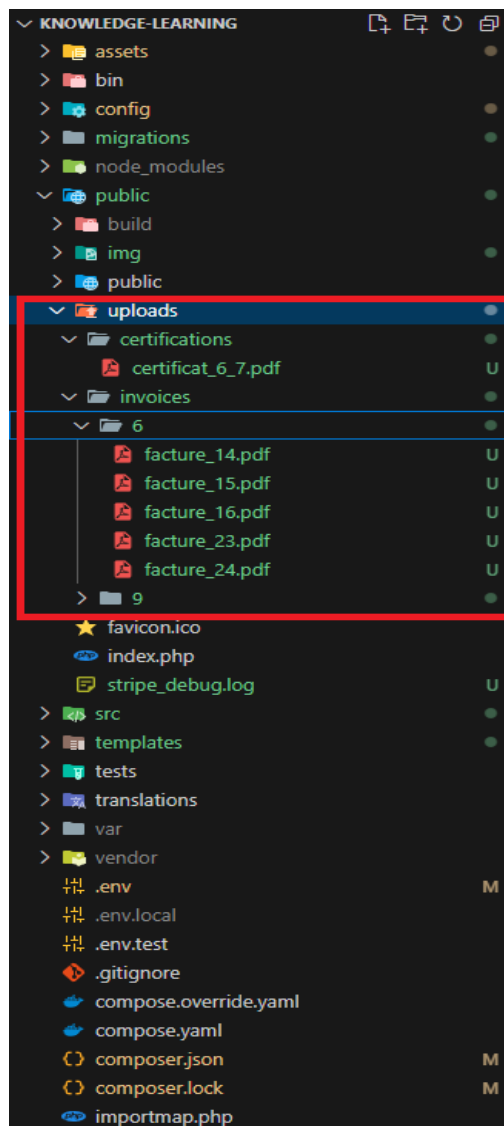 KNOWLEDGE-LEARNING
assets
bin
config
migrations
node_modules
public
build
img
public
uploads
certifications
certificat_6_7.pdf U
invoices
6
facture_14.pdf U
facture_15.pdf U
facture_16.pdf U
facture_23.pdf U
facture_24.pdf U
9
favicon.ico
php index.php
stripe_debug.log U
src
templates
tests
translations
var
vendor
.env M
.env.local
.env.test
.gitignore
compose.override.yaml
compose.yaml
composer.json M
composer.lock M
php importmap.php